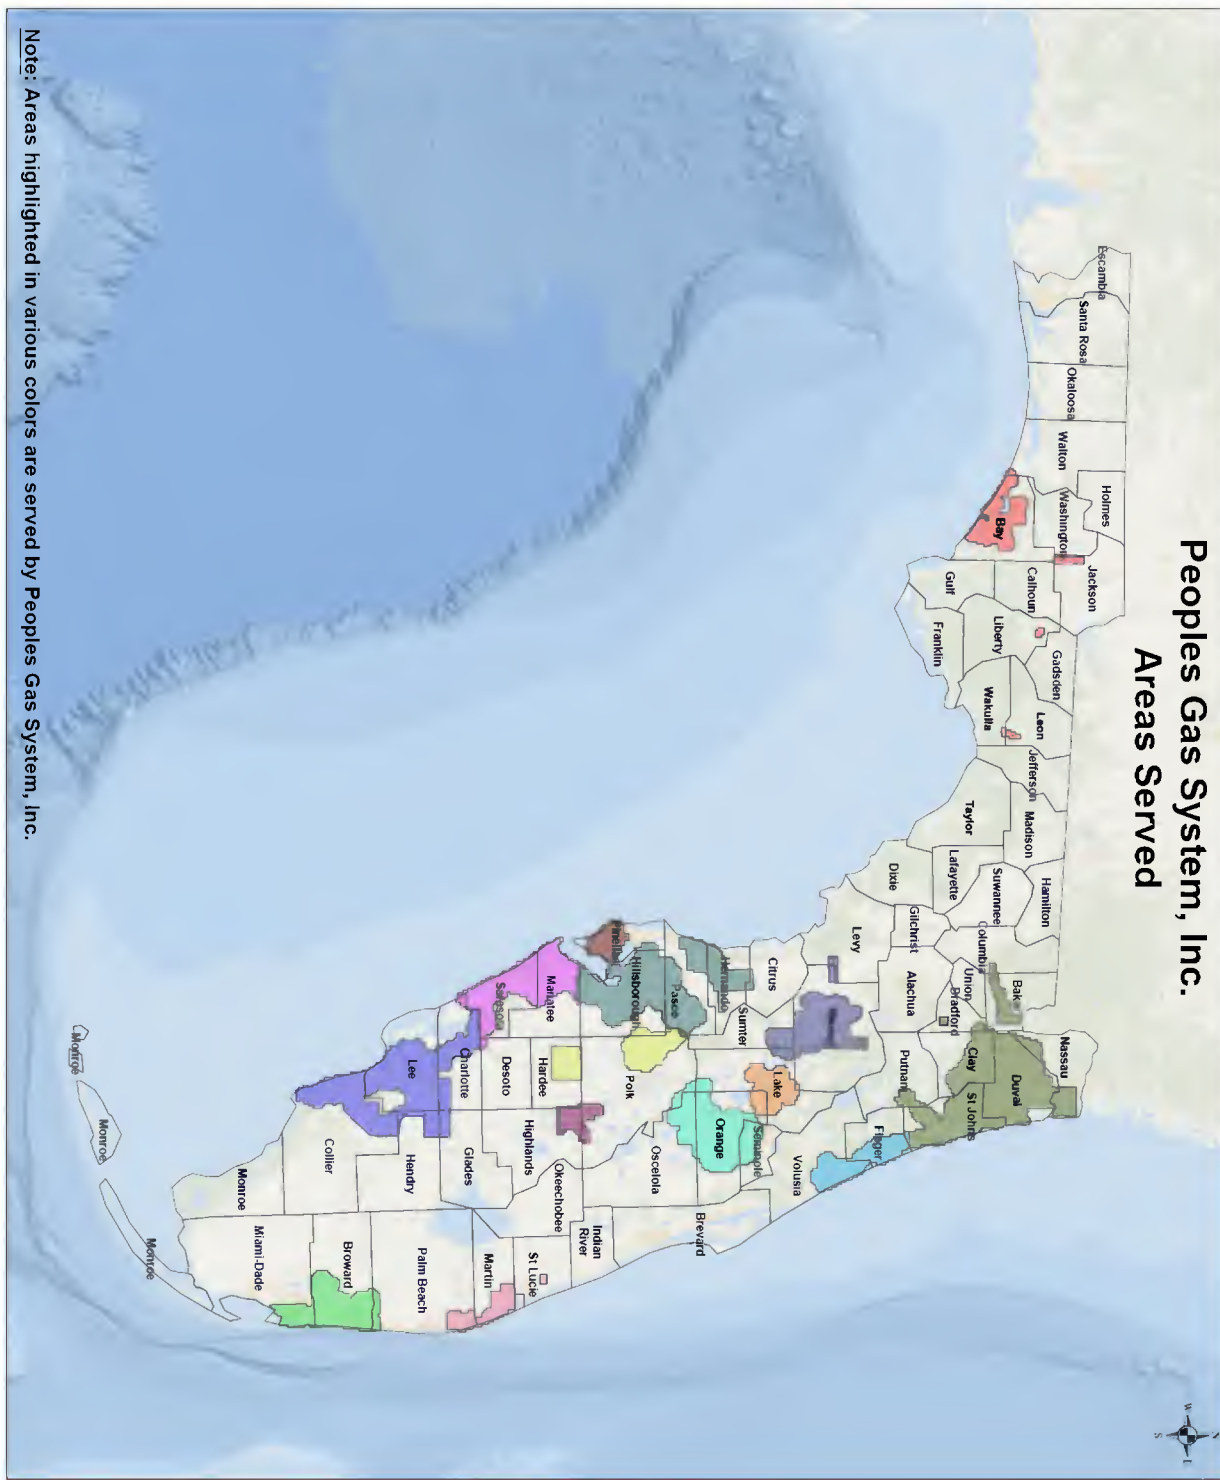 Peoples Gas System, Inc.
Areas Served
Escambia
Santa Rosa
Okaloosa
Walton
Holmes
Washington
Bay
Jackson
Calhoun
Gulf
Liberty
Franklin
Gadsden
Wakulla
Leon
Jefferson
Madison
Taylor
Hamilton
Suwannee
Lafayette
Dixie
Columbia
Gilchrist
Levy
Bak
Union
Bradford
Alachua
Nassau
Duval
Clay
St Johns
Putnam
Flagler
Volusia
Citrus
Sumter
Hernando
Pasco
Lake
Seminole
Orange
Hillsborough
Polk
Osceola
Brevard
Manatee
Sarasota
Hardee
Desoto
Highlands
Okeechobee
Indian
River
St Lucie
Martin
Charlotte
Glades
Lee
Hendry
Palm Beach
Collier
Broward
Monroe
Miami-Dade
Monroe
Monroe
Monroe
W
S
Note: Areas highlighted in various colors are served by Peoples Gas System, Inc.